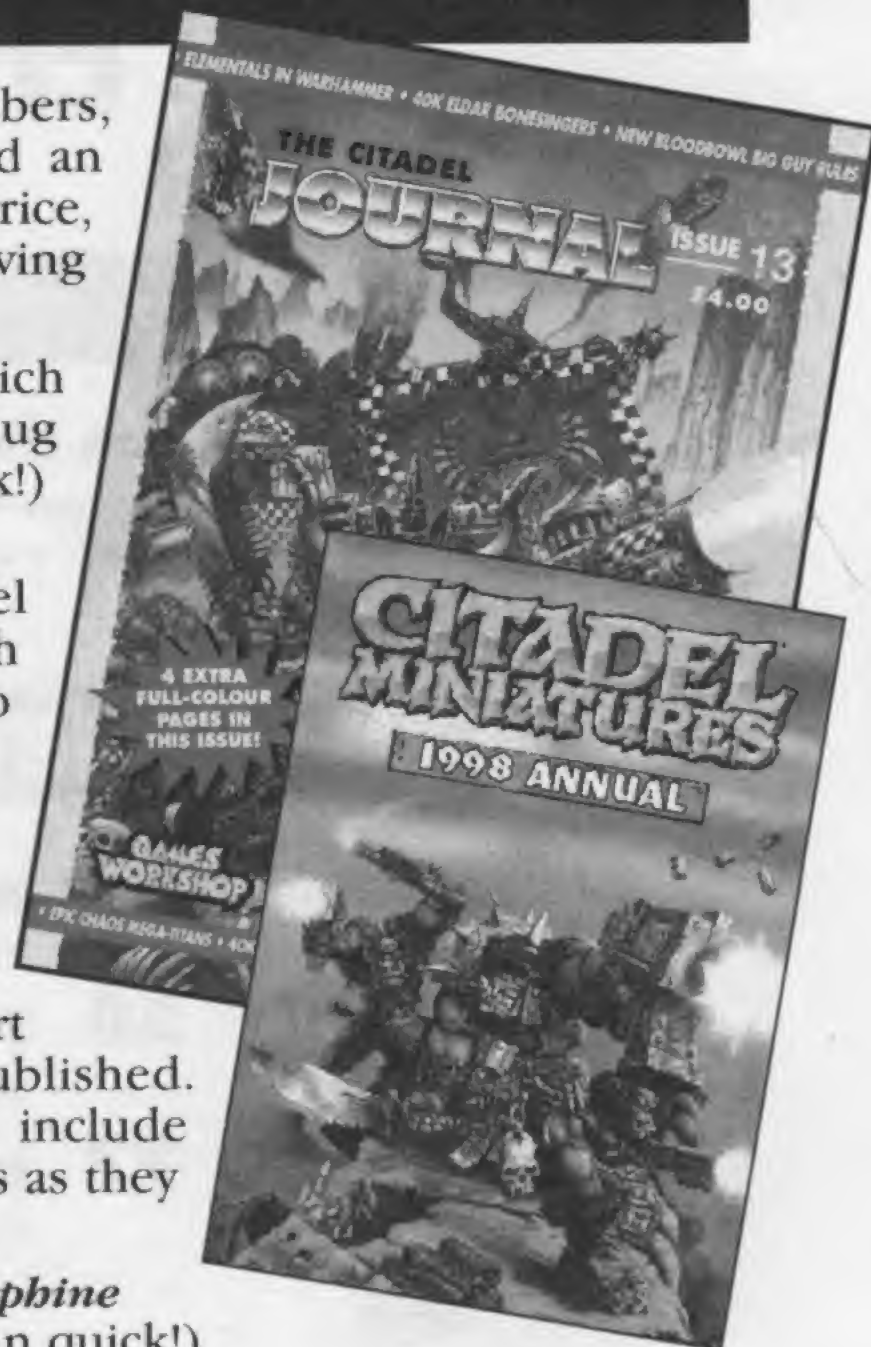 bers,
d an
rice,
ving
ich
ug
k!)
el
h
o
rt
ublished.
include
s as they
phine
n quick!)
• ELEMENTALS IN WARHAMMER • 40K ELDAR BONESINGERS • NEW BLOODBOWL BIG GUY RULES
THE CITADEL
JOURNAL
ISSUE 13
£4.00
4 EXTRA
FULL-COLOUR
PAGES IN
THIS ISSUE!
GAMES
WORKSHOP
• EPIC CHAOS MEGA-TITANS • 40K
CITADEL
MINIATURES
1998 ANNUAL